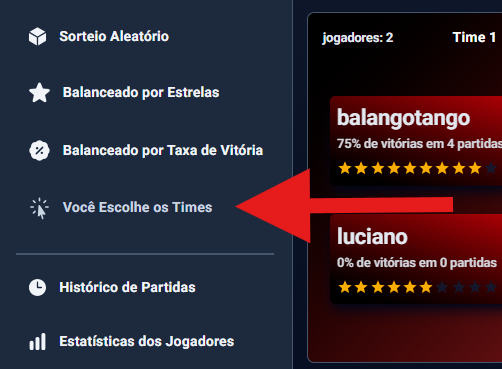 Sorteio Aleatório
Balanceado por Estrelas
Balanceado por Taxa de Vitória
Você Escolhe os Times
Histórico de Partidas
Estatísticas dos Jogadores
jogadores: 2
Time 1
balangotango
75% de vitórias em 4 partidas
luciano
0% de vitórias em 0 partidas